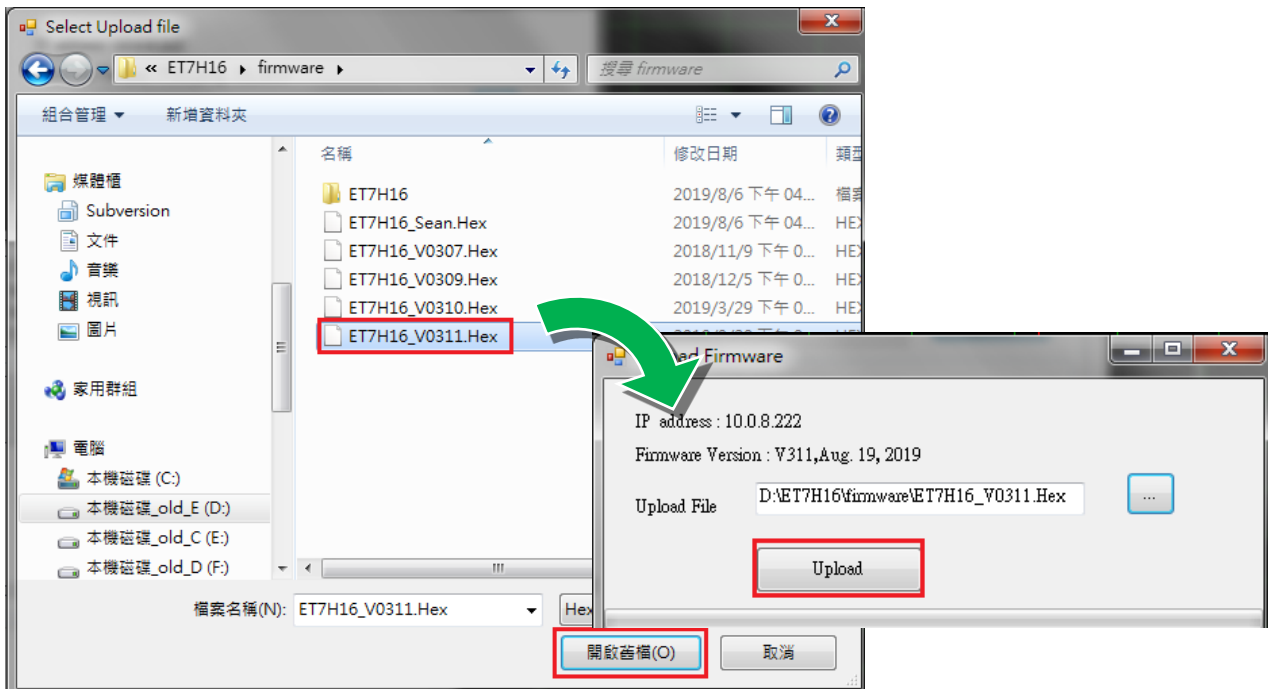 Select Upload file
« ET7H16 ▸ firmware ▸
搜尋 firmware
組合管理 ▼ 新增資料夾
名稱 修改日期
媒體櫃
Subversion
文件
音樂
視訊
圖片
家用群組
電腦
本機磁碟 (C:)
本機磁碟_old_E (D:)
本機磁碟_old_C (E:)
本機磁碟_old_D (F:)
ET7H16 2019/8/6 下午 04...
ET7H16_Sean.Hex 2019/8/6 下午 04... HEX
ET7H16_V0307.Hex 2018/11/9 下午 0... HEX
ET7H16_V0309.Hex 2018/12/5 下午 0... HEX
ET7H16_V0310.Hex 2019/3/29 下午 0... HEX
ET7H16_V0311.Hex
檔案名稱(N): ET7H16_V0311.Hex Hex
開啟舊檔(O) 取消
Firmware
IP address : 10.0.8.222
Firmware Version : V311,Aug. 19, 2019
Upload File D:\ET7H16\firmware\ET7H16_V0311.Hex ...
Upload